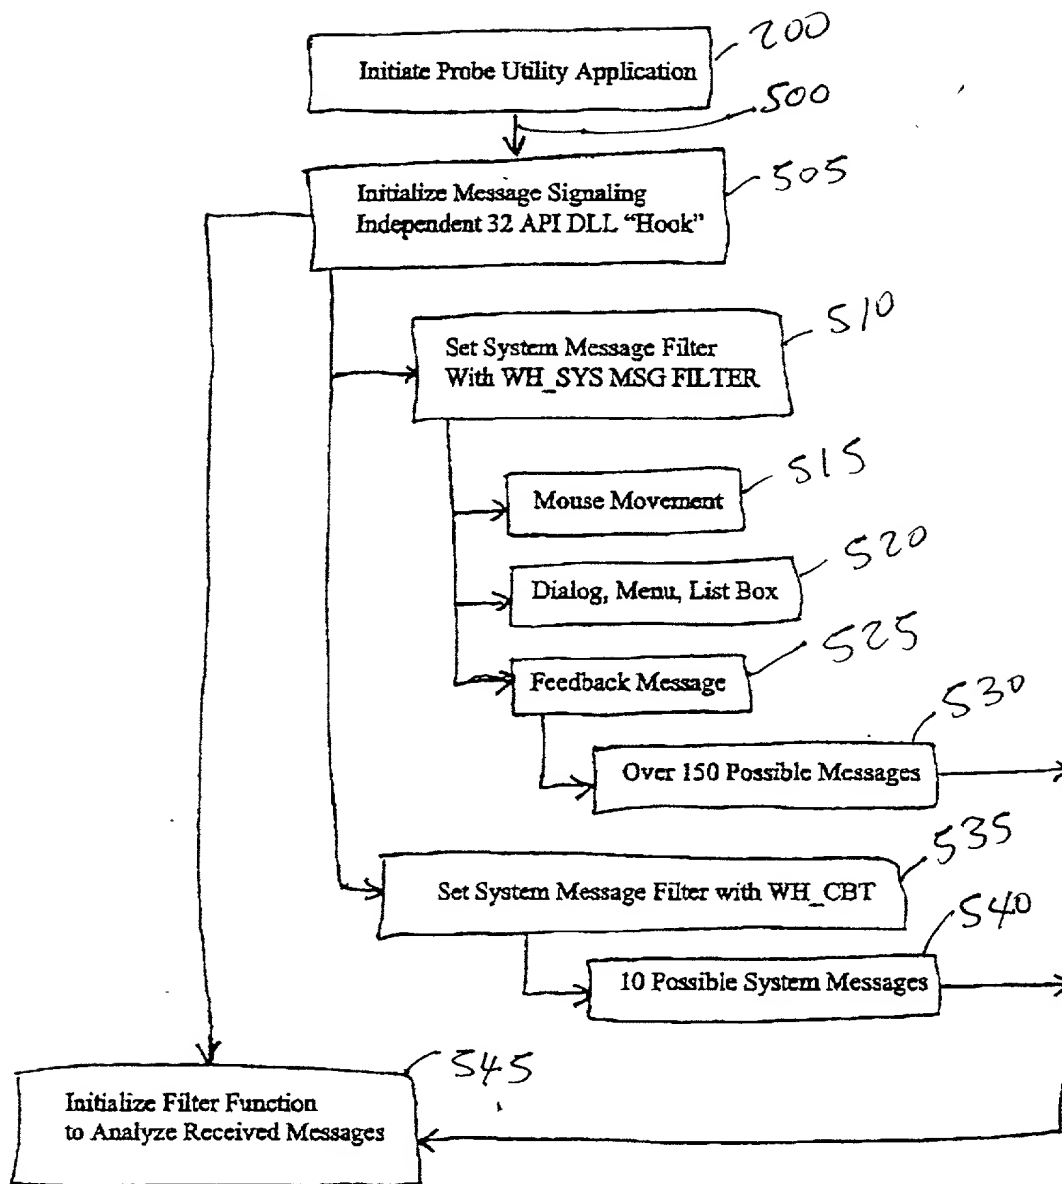 200
Initiate Probe Utility Application
500
505
Initialize Message Signaling
Independent 32 API DLL “Hook”
510
Set System Message Filter
With WH_SYS MSG FILTER
515
Mouse Movement
520
Dialog, Menu, List Box
525
Feedback Message
530
Over 150 Possible Messages
535
Set System Message Filter with WH_CBT
540
10 Possible System Messages
545
Initialize Filter Function
to Analyze Received Messages